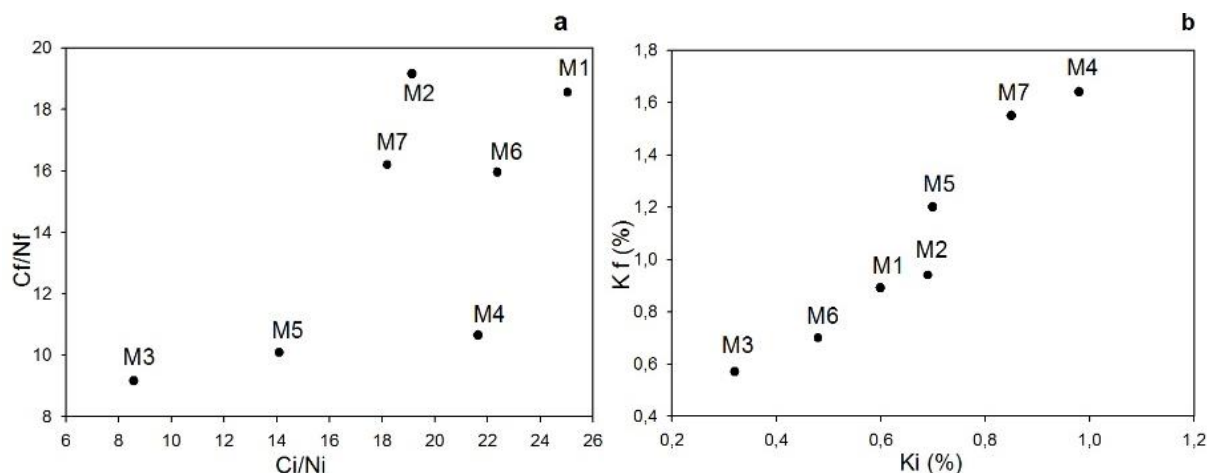 a
20
18
16
14
12
10
8
Cf/Nf
M1
M2
M7
M6
M4
M5
M3
6 8 10 12 14 16 18 20 22 24 26
Ci/Ni
b
1,8
1,6
1,4
1,2
1,0
0,8
0,6
0,4
K f (%)
M4
M7
M5
M2
M1
M6
M3
0,2 0,4 0,6 0,8 1,0 1,2
Ki (%)